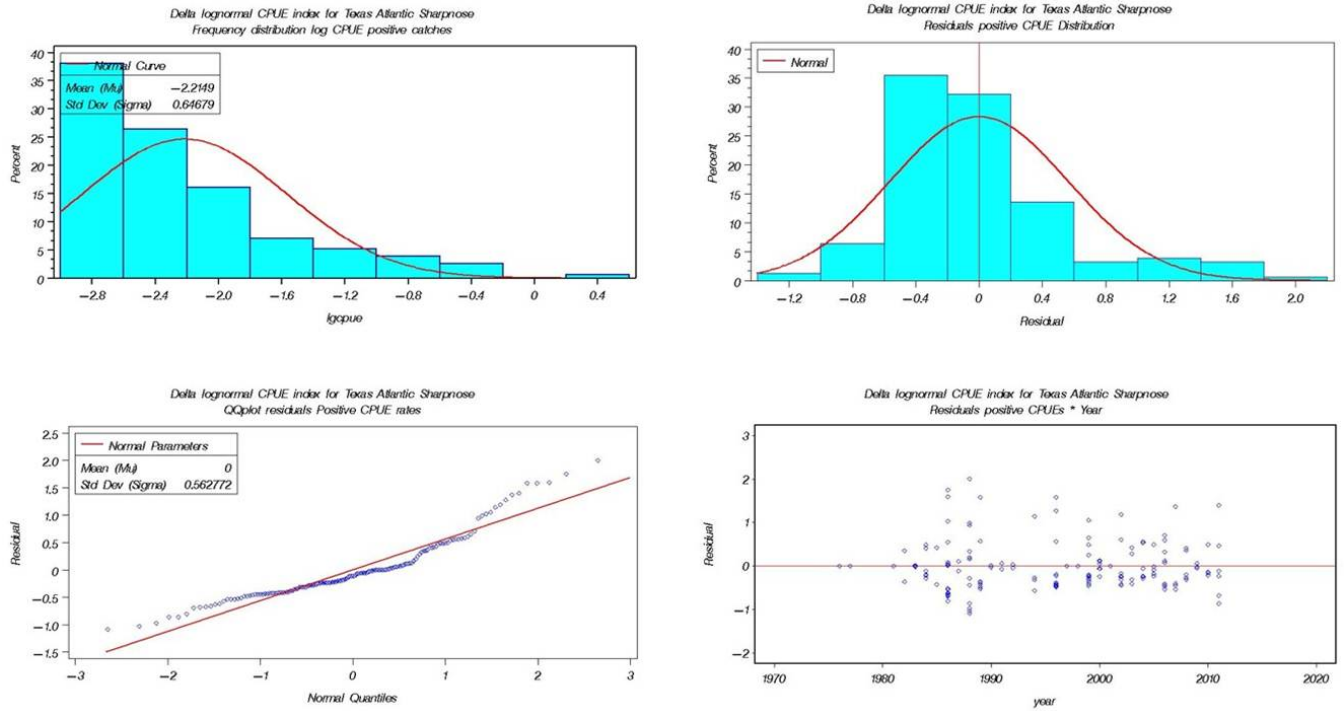 Delta lognormal CPUE index for Texas Atlantic Sharpnose
Frequency distribution log CPUE positive catches
40
35
30
25
20
15
10
5
0
Percent
Normal Curve
Mean (Mu) −2.2149
Std Dev (Sigma) 0.64679
−2.8 −2.4 −2.0 −1.6 −1.2 −0.8 −0.4 0 0.4
lgcpue
Delta lognormal CPUE index for Texas Atlantic Sharpnose
Residuals positive CPUE Distribution
40
35
30
25
20
15
10
5
0
Percent
Normal
−1.2 −0.8 −0.4 0 0.4 0.8 1.2 1.6 2.0
Residual
Delta lognormal CPUE index for Texas Atlantic Sharpnose
QQplot residuals Positive CPUE rates
2.5
2.0
1.5
1.0
0.5
0
−0.5
−1.0
−1.5
Residual
Normal Parameters
Mean (Mu) 0
Std Dev (Sigma) 0.562772
−3 −2 −1 0 1 2 3
Normal Quantiles
Delta lognormal CPUE index for Texas Atlantic Sharpnose
Residuals positive CPUEs * Year
3
2
1
0
−1
−2
Residual
1970 1980 1990 2000 2010 2020
year